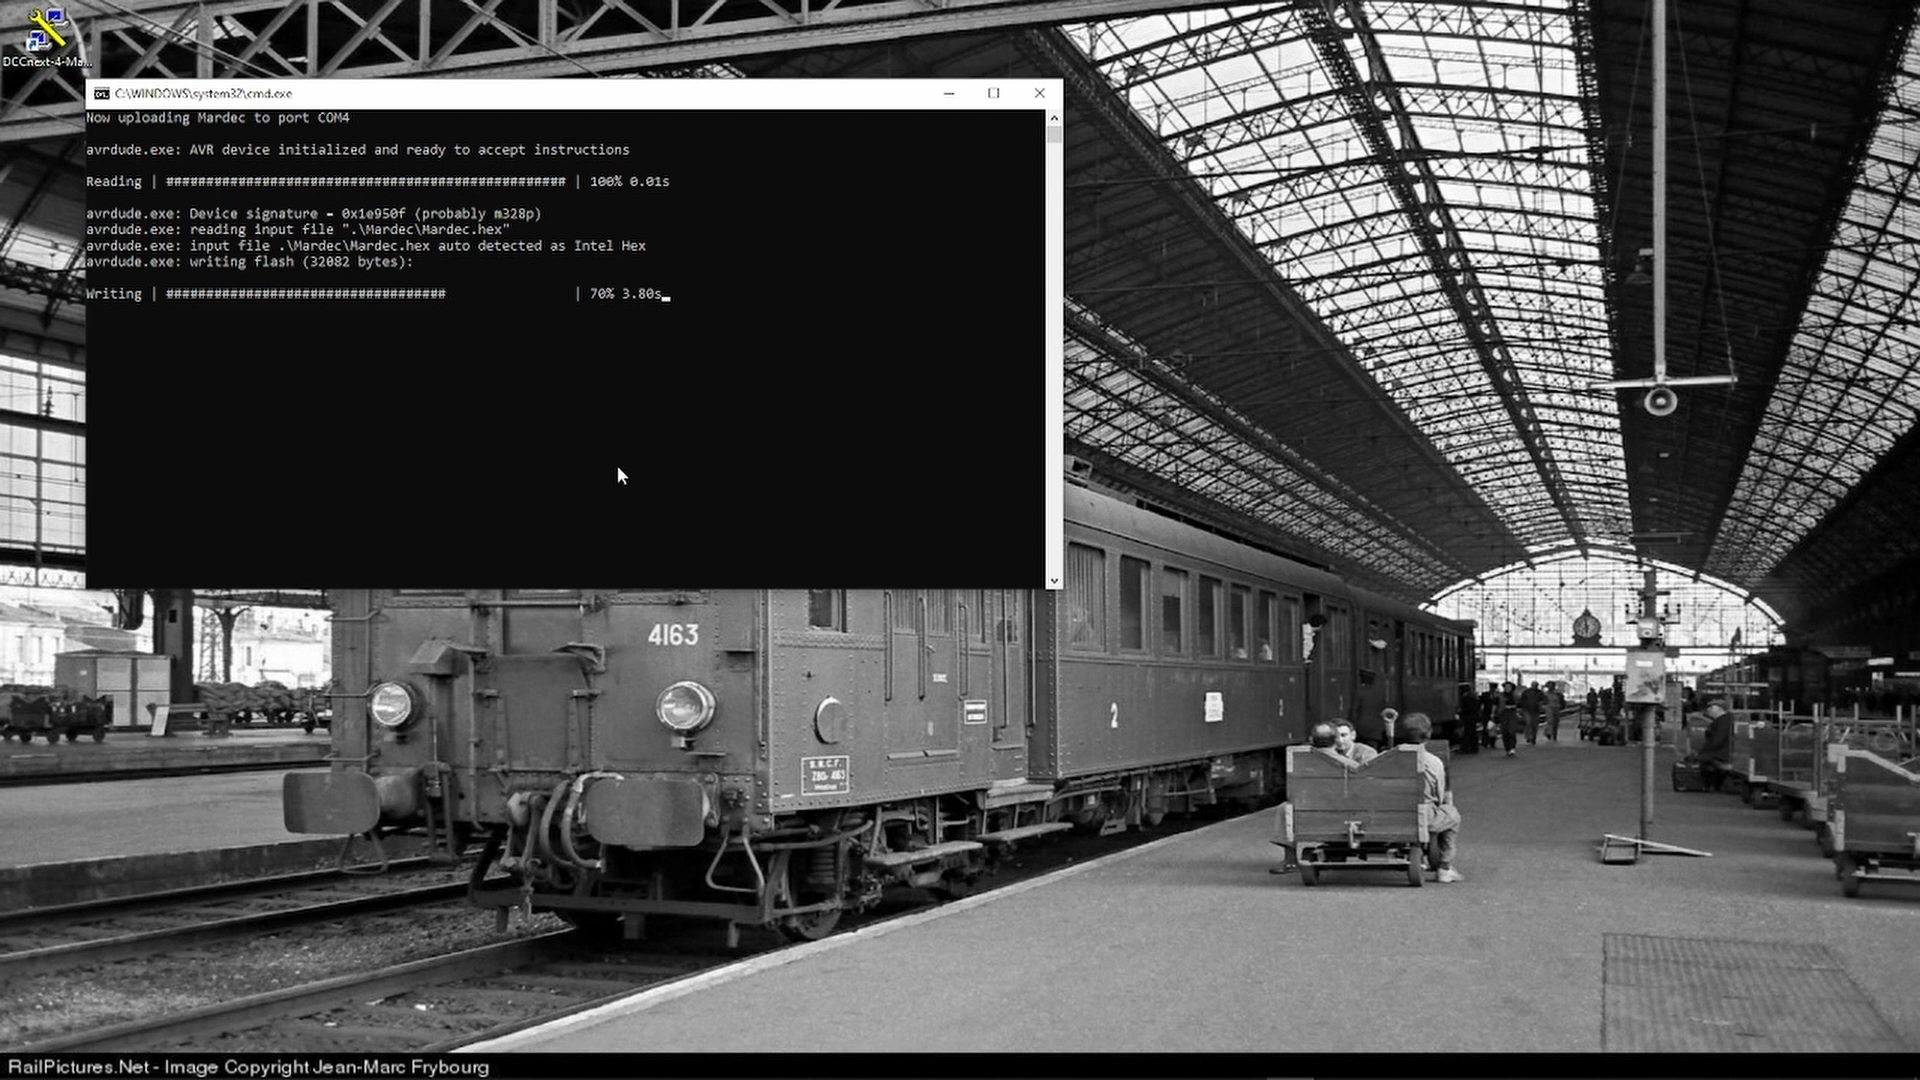 DCCnext-4-Ma...
C:\WINDOWS\system32\cmd.exe
Now uploading Mardec to port COM4
avrdude.exe: AVR device initialized and ready to accept instructions
Reading | ################################################## | 100% 0.01s
avrdude.exe: Device signature = 0x1e950f (probably m328p)
avrdude.exe: reading input file ".\Mardec\Mardec.hex"
avrdude.exe: input file .\Mardec\Mardec.hex auto detected as Intel Hex
avrdude.exe: writing flash (32082 bytes):
Writing | ################################### | 70% 3.80s
4163
2
2
S.N.C.F.
RailPictures.Net - Image Copyright Jean-Marc Frybourg